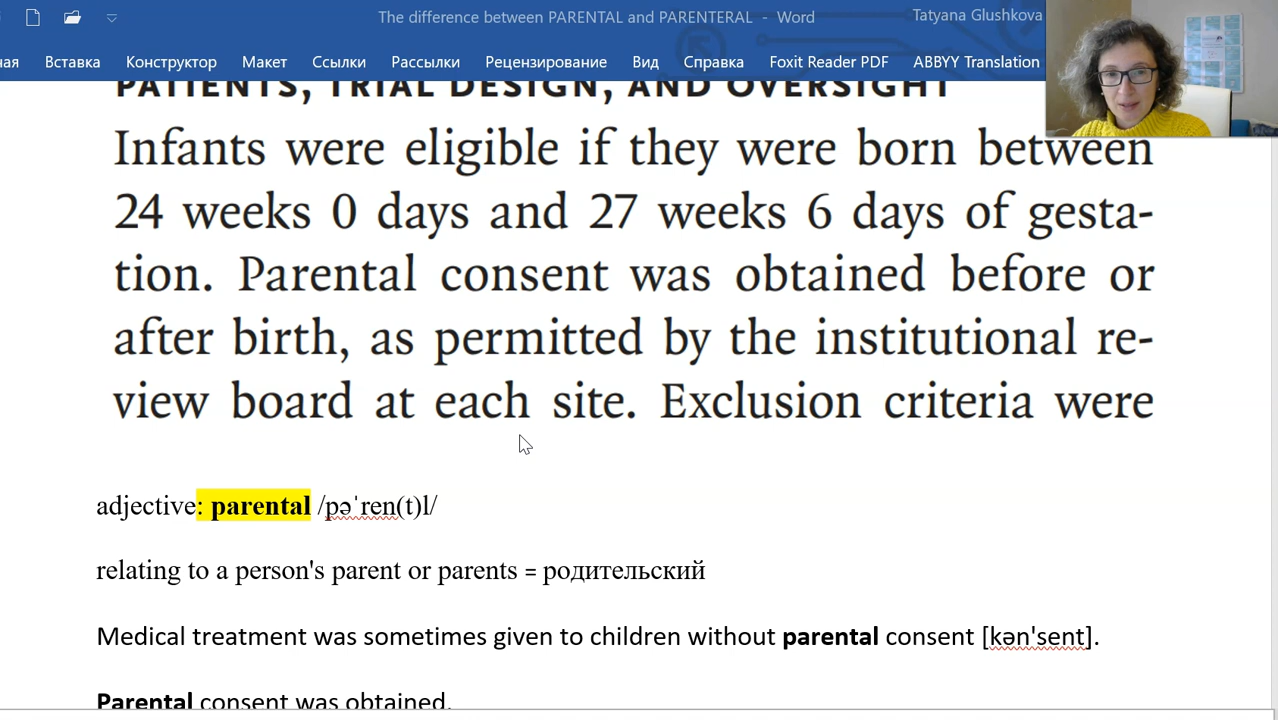 The difference between PARENTAL and PARENTERAL - Word
Tatyana Glushkova
ная Вставка Конструктор Макет Ссылки Рассылки Рецензирование Вид Справка Foxit Reader PDF ABBYY Translation
PATIENTS, TRIAL DESIGN, AND OVERSIGHT
Infants were eligible if they were born between
24 weeks 0 days and 27 weeks 6 days of gesta-
tion. Parental consent was obtained before or
after birth, as permitted by the institutional re-
view board at each site. Exclusion criteria were
adjective: parental /pəˈren(t)l/
relating to a person's parent or parents = родительский
Medical treatment was sometimes given to children without parental consent [kən'sent].
Parental consent was obtained.